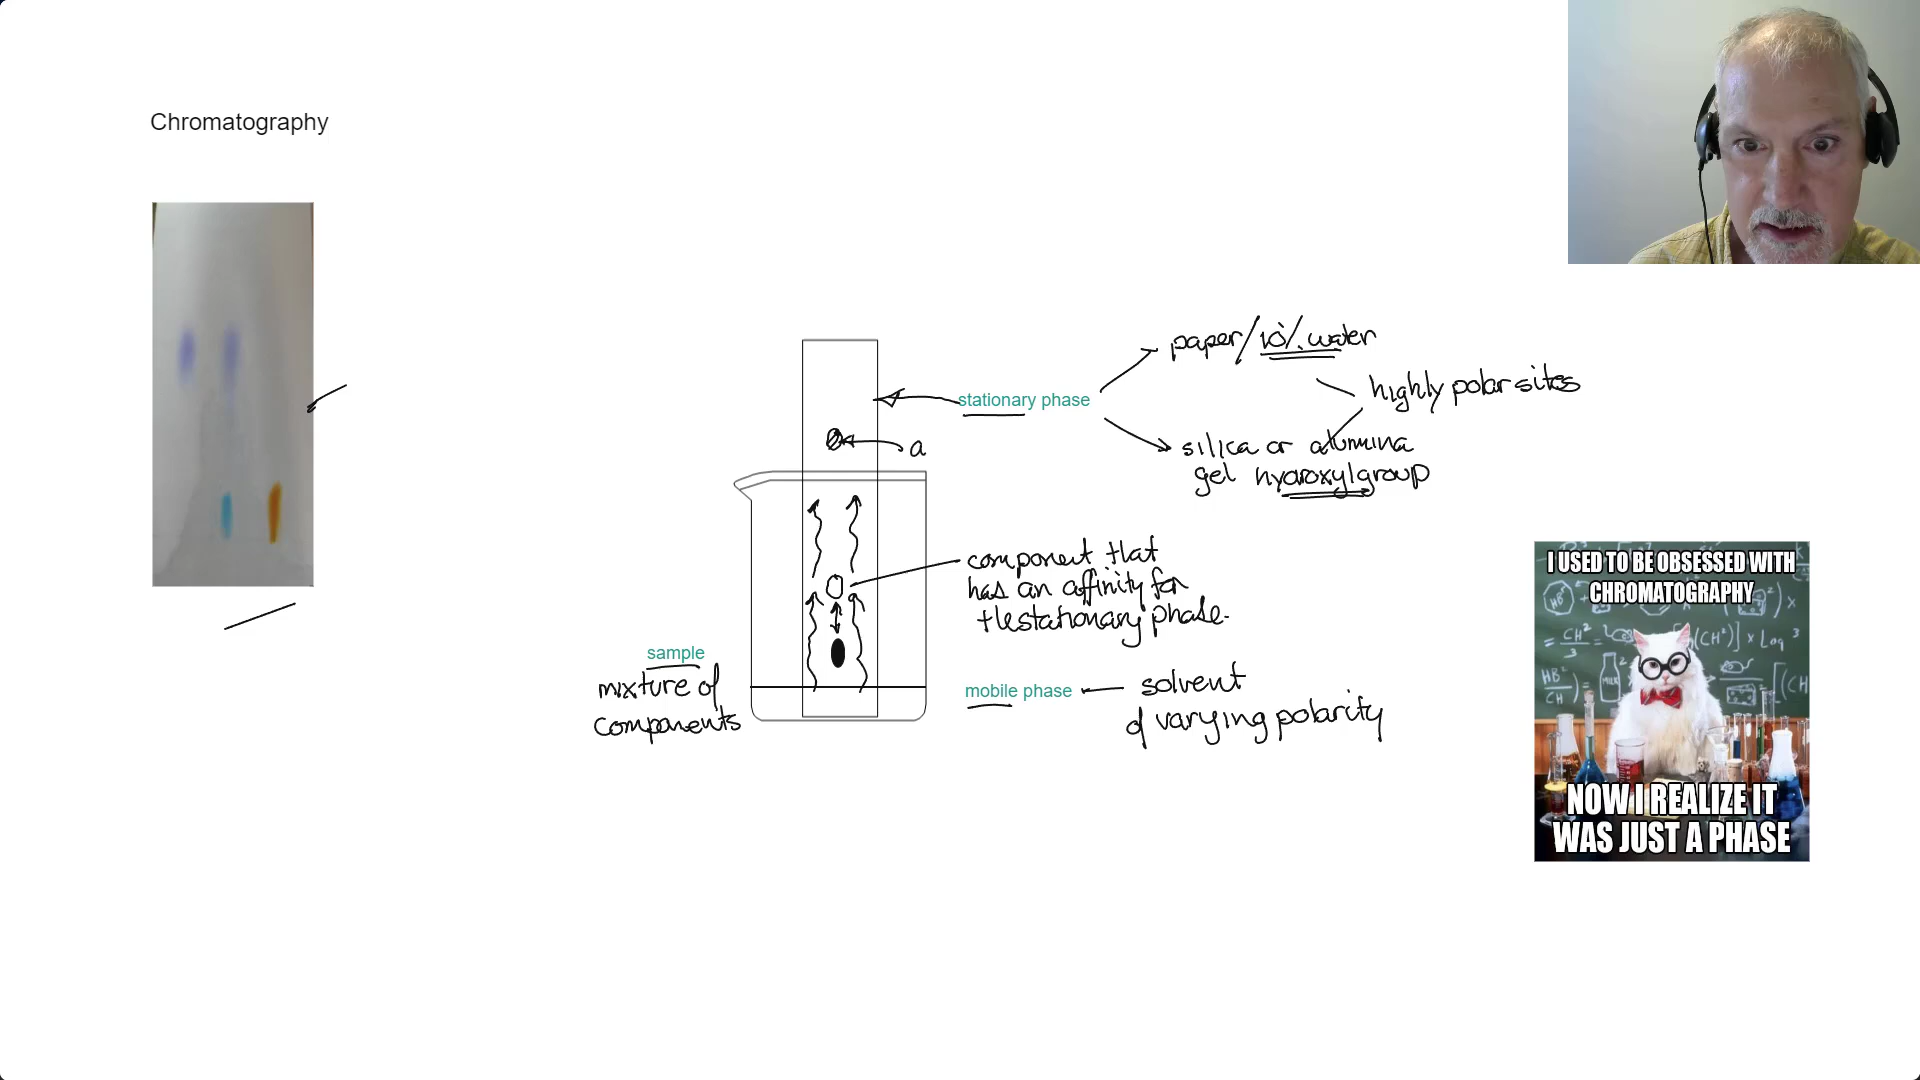 Chromatography
paper/10% water
stationary phase
highly polar sites
a
silica or alumina
gel hydroxyl group
component that
has an affinity for
the stationary phase.
sample
mixture of
components
mobile phase
solvent
of varying polarity
I USED TO BE OBSESSED WITH
CHROMATOGRAPHY
NOW I REALIZE IT
WAS JUST A PHASE